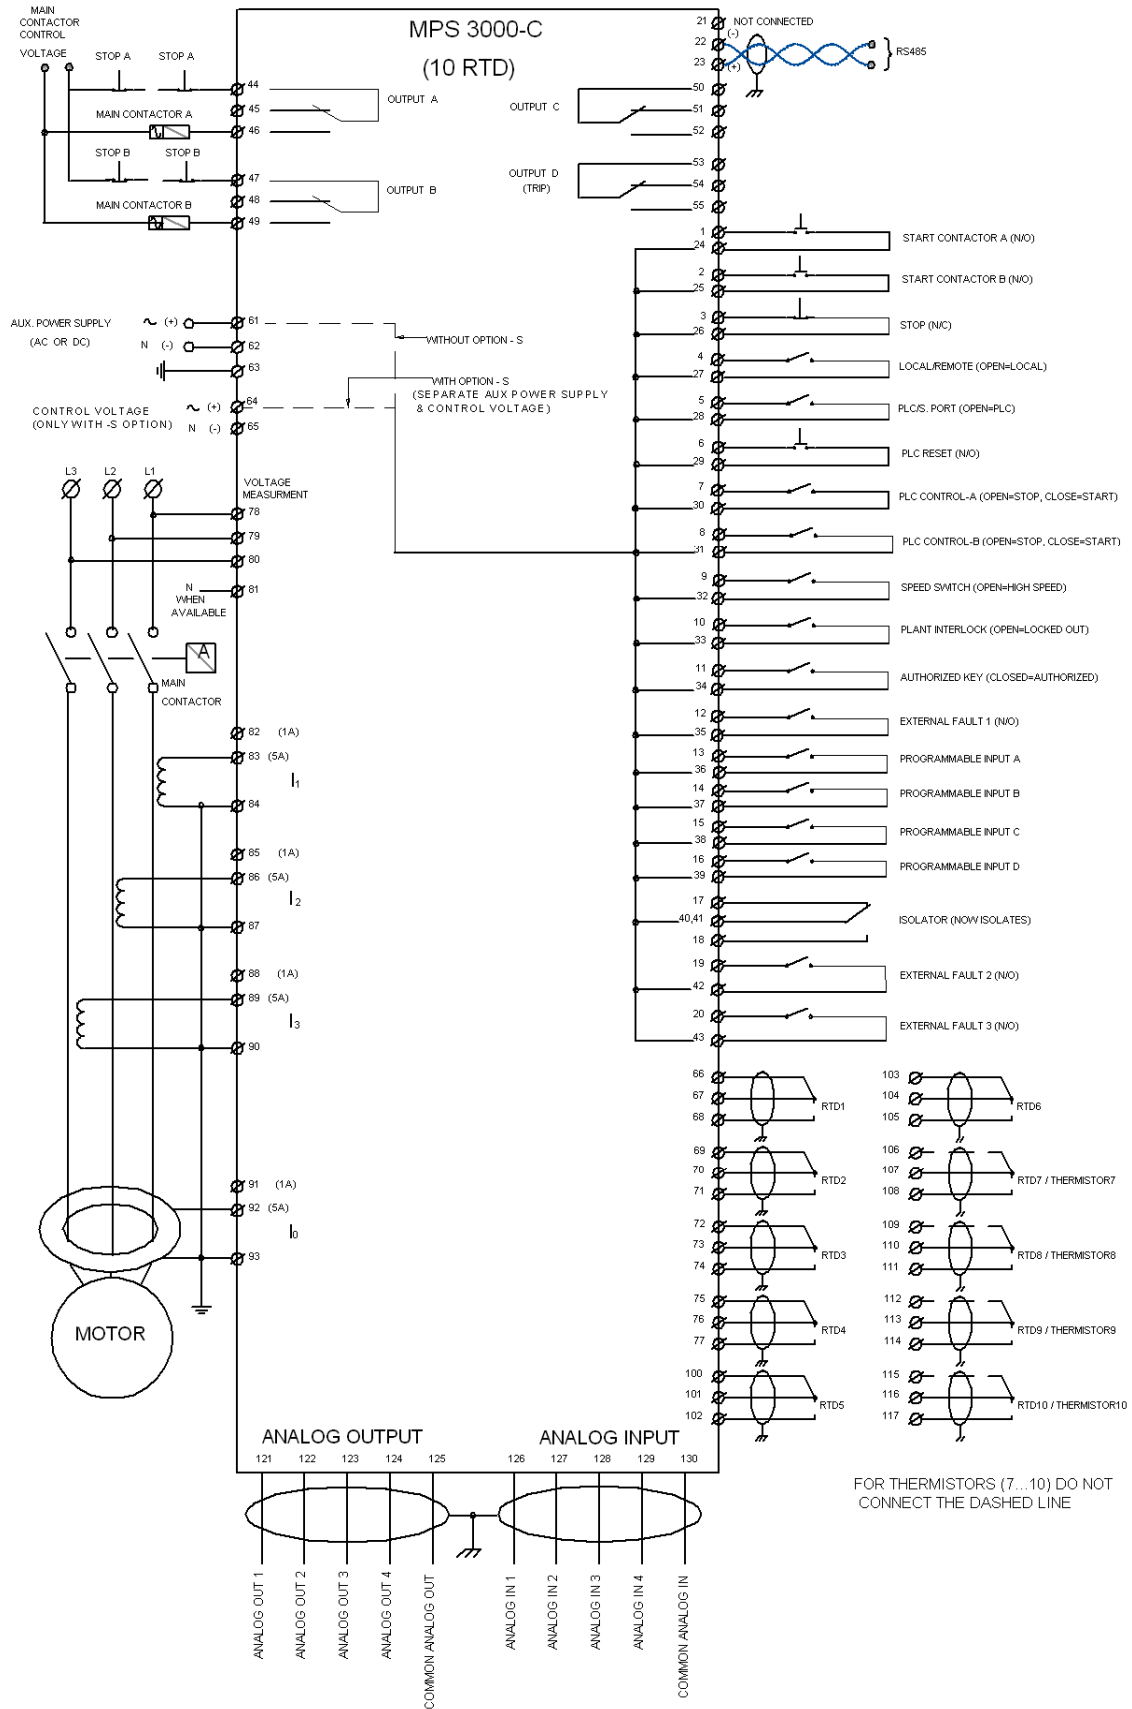 MAIN
CONTACTOR
CONTROL
VOLTAGE
STOP A
STOP A
MAIN CONTACTOR A
STOP B
STOP B
MAIN CONTACTOR B
MPS 3000-C
(10 RTD)
44
45
46
OUTPUT A
47
48
49
OUTPUT B
21
NOT CONNECTED
22
(-)
23
(+)
RS485
OUTPUT C
50
51
52
OUTPUT D
(TRIP)
53
54
55
1
24
START CONTACTOR A (N/O)
2
25
START CONTACTOR B (N/O)
3
26
STOP (N/C)
4
27
LOCAL/REMOTE (OPEN=LOCAL)
5
28
PLC/S. PORT (OPEN=PLC)
6
29
PLC RESET (N/O)
7
30
PLC CONTROL-A (OPEN=STOP, CLOSE=START)
8
31
PLC CONTROL-B (OPEN=STOP, CLOSE=START)
9
32
SPEED SWITCH (OPEN=HIGH SPEED)
10
33
PLANT INTERLOCK (OPEN=LOCKED OUT)
11
34
AUTHORIZED KEY (CLOSED=AUTHORIZED)
12
35
EXTERNAL FAULT 1 (N/O)
13
36
PROGRAMMABLE INPUT A
14
37
PROGRAMMABLE INPUT B
15
38
PROGRAMMABLE INPUT C
16
39
PROGRAMMABLE INPUT D
17
40,41
18
ISOLATOR (NOW ISOLATES)
19
42
EXTERNAL FAULT 2 (N/O)
20
43
EXTERNAL FAULT 3 (N/O)
AUX. POWER SUPPLY
(AC OR DC)
~ (+)
N (-)
61
62
63
WITHOUT OPTION - S
WITH OPTION - S
(SEPARATE AUX POWER SUPPLY
& CONTROL VOLTAGE)
CONTROL VOLTAGE
(ONLY WITH -S OPTION)
~ (+)
N (-)
64
65
L3
L2
L1
VOLTAGE
MEASURMENT
78
79
80
81
N
WHEN
AVAILABLE
A
MAIN
CONTACTOR
82 (1A)
83 (5A)
I1
84
85 (1A)
86 (5A)
I2
87
88 (1A)
89 (5A)
I3
90
91 (1A)
92 (5A)
I0
93
MOTOR
66
67
68
RTD1
69
70
71
RTD2
72
73
74
RTD3
75
76
77
RTD4
100
101
102
RTD5
103
104
105
RTD6
106
107
108
RTD7 / THERMISTOR7
109
110
111
RTD8 / THERMISTOR8
112
113
114
RTD9 / THERMISTOR9
115
116
117
RTD10 / THERMISTOR10
ANALOG OUTPUT
121 122 123 124 125
ANALOG INPUT
126 127 128 129 130
FOR THERMISTORS (7...10) DO NOT
CONNECT THE DASHED LINE
ANALOG OUT 1
ANALOG OUT 2
ANALOG OUT 3
ANALOG OUT 4
COMMON ANALOG OUT
ANALOG IN 1
ANALOG IN 2
ANALOG IN 3
ANALOG IN 4
COMMON ANALOG IN